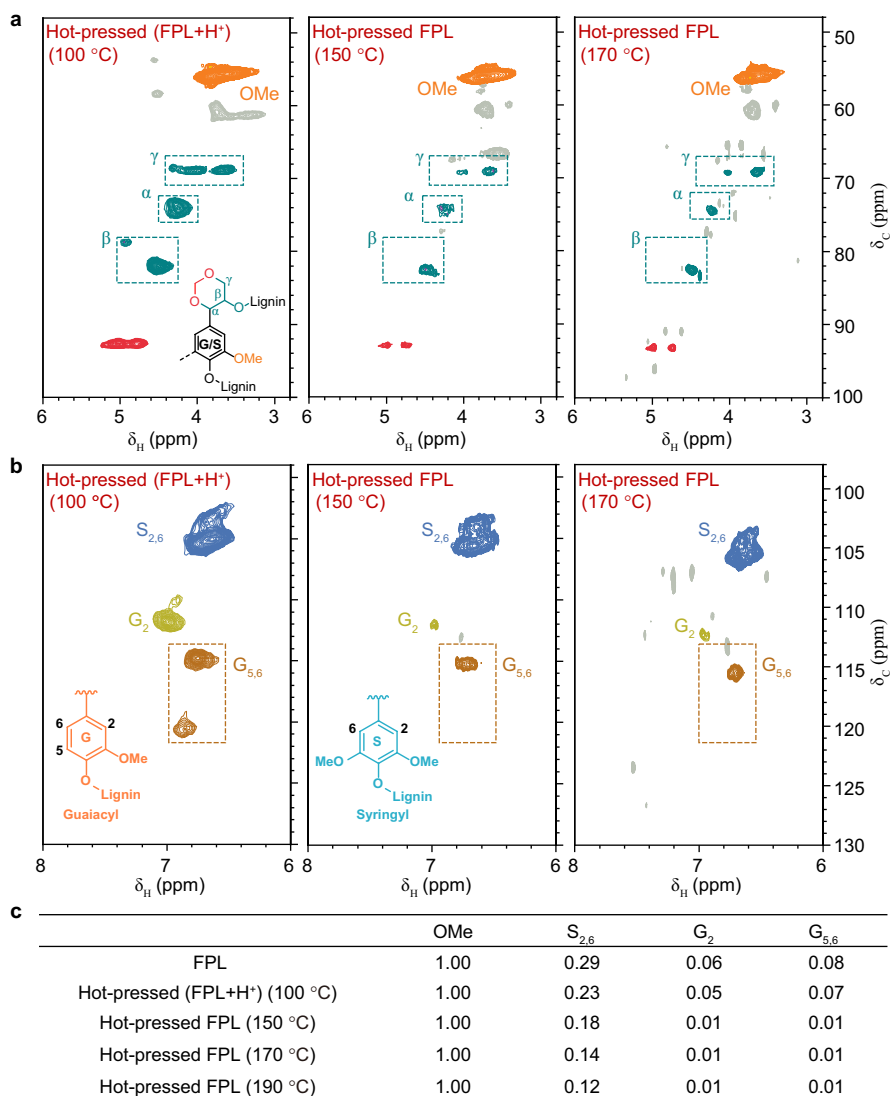 a
Hot-pressed (FPL+H⁺)
(100 °C)
OMe
γ
α
β
O
O
γ
β
α
O
Lignin
G/S
OMe
O
Lignin
6 5 4 3
δH (ppm)
Hot-pressed FPL
(150 °C)
OMe
γ
α
β
6 5 4 3
δH (ppm)
Hot-pressed FPL
(170 °C)
OMe
γ
α
β
6 5 4 3
δH (ppm)
50
60
70
80
90
100
δC (ppm)
b
Hot-pressed (FPL+H⁺)
(100 °C)
S2,6
G2
G5,6
6
G
2
5
OMe
O
Lignin
Guaiacyl
8 7 6
δH (ppm)
Hot-pressed FPL
(150 °C)
S2,6
G2
G5,6
6
S
2
MeO
OMe
O
Lignin
Syringyl
8 7 6
δH (ppm)
Hot-pressed FPL
(170 °C)
S2,6
G2
G5,6
8 7 6
δH (ppm)
100
105
110
115
120
130
δC (ppm)
c
OMe S2,6 G2 G5,6
FPL 1.00 0.29 0.06 0.08
Hot-pressed (FPL+H⁺) (100 °C) 1.00 0.23 0.05 0.07
Hot-pressed FPL (150 °C) 1.00 0.18 0.01 0.01
Hot-pressed FPL (170 °C) 1.00 0.14 0.01 0.01
Hot-pressed FPL (190 °C) 1.00 0.12 0.01 0.01